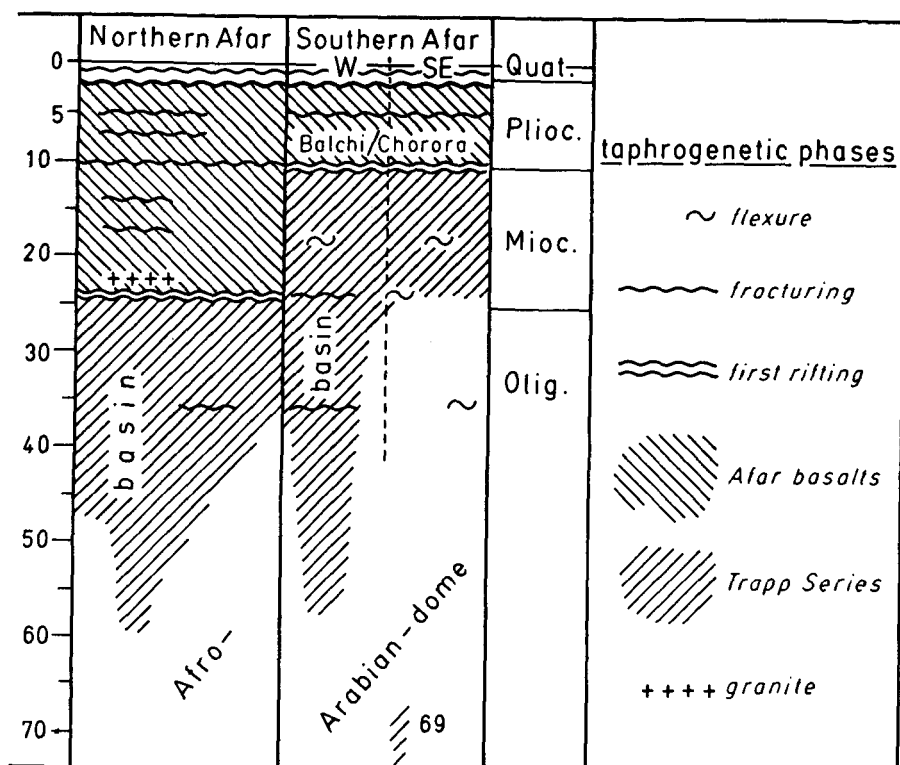 Northern Afar
Southern Afar
W SE
0
5
10
20
30
40
50
60
70
Quat.
Plioc.
Mioc.
Olig.
Balchi/Chorora
basin
basin
Afro-
Arabian-dome
69
taphrogenetic phases
flexure
fracturing
first rifting
Afar basalts
Trapp Series
++++ granite